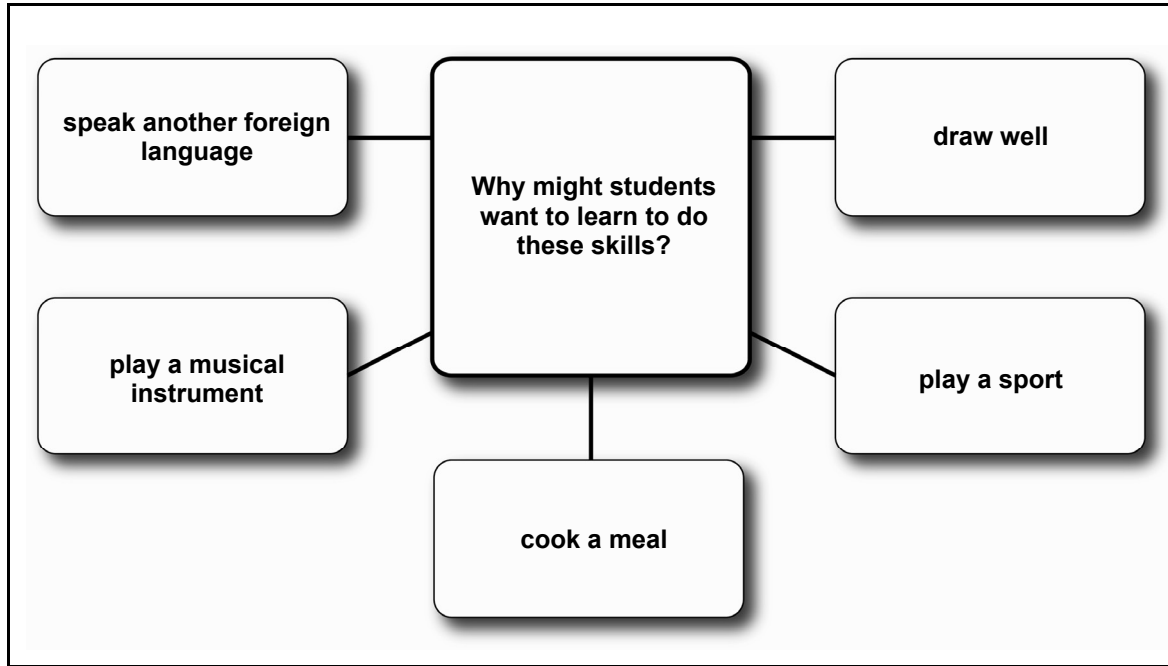 speak another foreign
language
Why might students
want to learn to do
these skills?
draw well
play a musical
instrument
play a sport
cook a meal